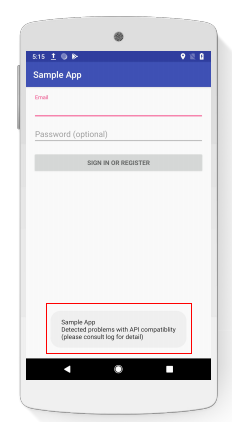 5:15
Sample App
Email
Password (optional)
SIGN IN OR REGISTER
Sample App
Detected problems with API compatiblity
(please consult log for detail)